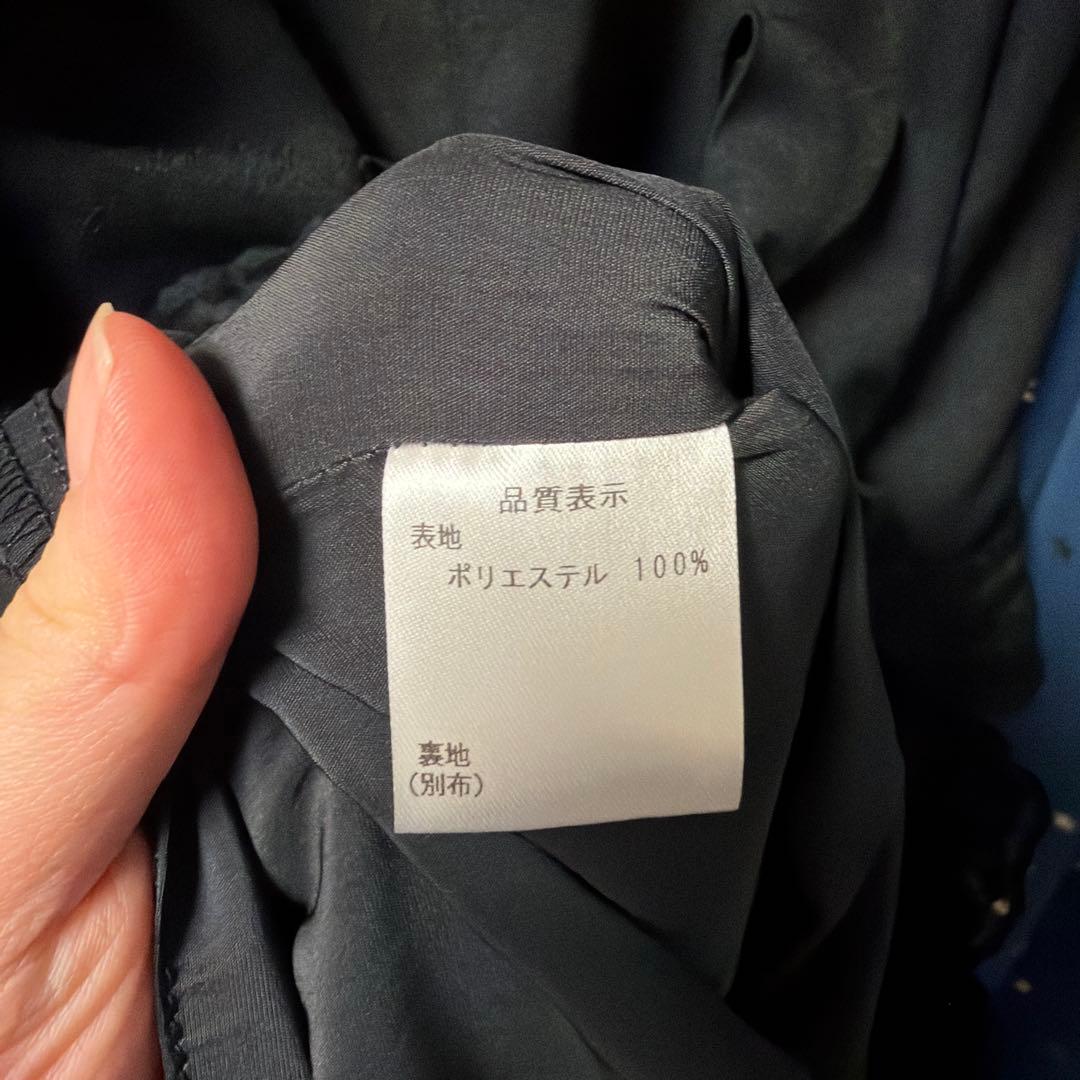 品質表示
表地
ポリエステル 100%
裏地
(別布)